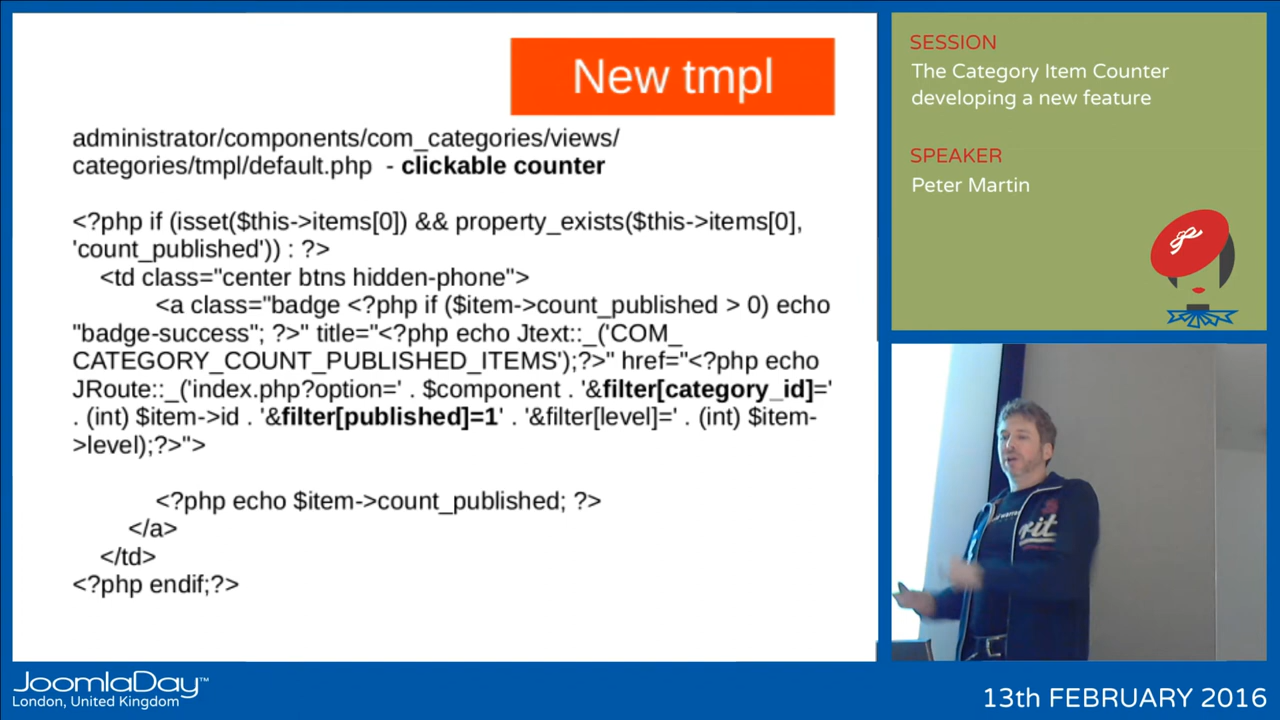 New tmpl
administrator/components/com_categories/views/
categories/tmpl/default.php - clickable counter
<?php if (isset($this->items[0]) && property_exists($this->items[0],
'count_published')) : ?>
<td class="center btns hidden-phone">
<a class="badge <?php if ($item->count_published > 0) echo
"badge-success"; ?>" title="<?php echo Jtext::_('COM_
CATEGORY_COUNT_PUBLISHED_ITEMS');?>" href="<?php echo
JRoute::_('index.php?option=' . $component . '&filter[category_id]='
. (int) $item->id . '&filter[published]=1' . '&filter[level]=' . (int) $item-
>level);?>">
<?php echo $item->count_published; ?>
</a>
</td>
<?php endif;?>
SESSION
The Category Item Counter
developing a new feature
SPEAKER
Peter Martin
JoomlaDay™
London, United Kingdom
13th FEBRUARY 2016